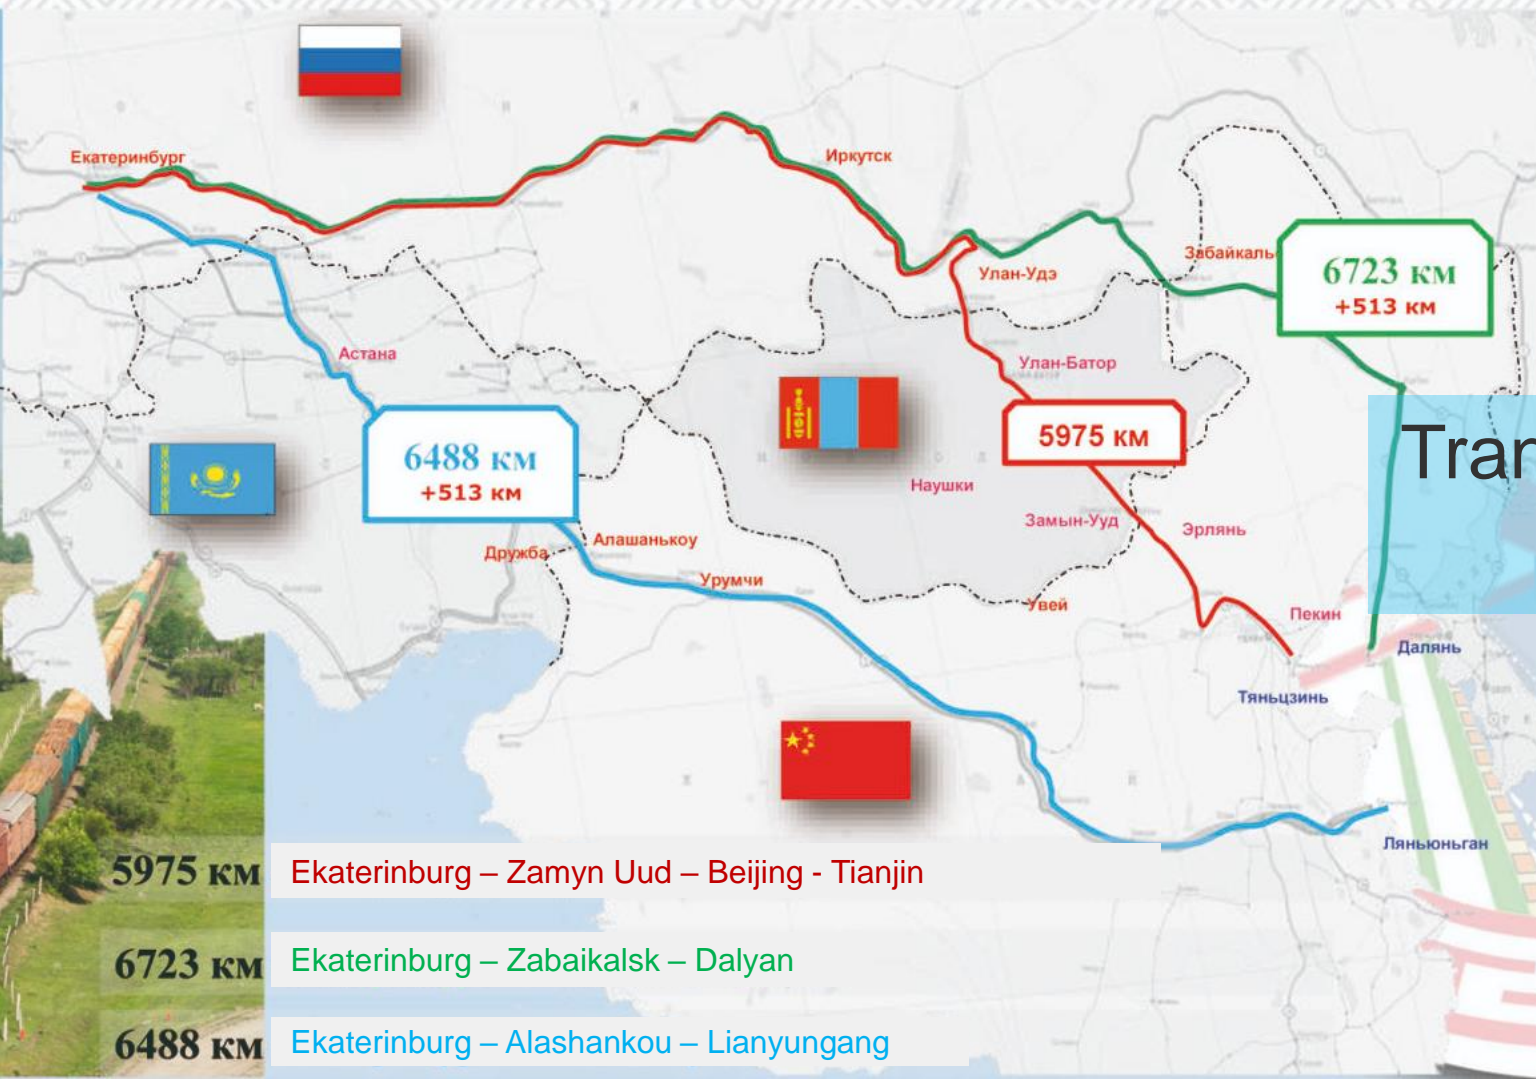 Екатеринбург
Иркутск
Забайкаль
6723 км
+513 км
Улан-Удэ
Астана
Улан-Батор
5975 км
6488 км
+513 км
Tran
Наушки
Замын-Ууд
Эрлянь
Дружба
Алашанькоу
Урумчи
Увей
Пекин
Далянь
Тяньцзинь
Ляньюньган
5975 км
Ekaterinburg – Zamyn Uud – Beijing - Tianjin
6723 км
Ekaterinburg – Zabaikalsk – Dalyan
6488 км
Ekaterinburg – Alashankou – Lianyungang